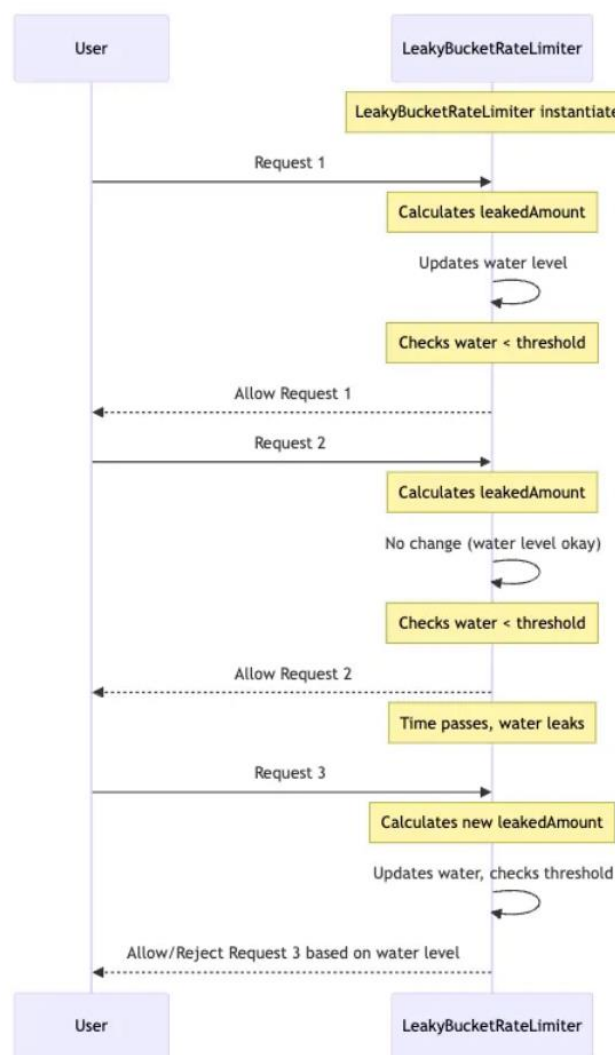 User LeakyBucketRateLimiter
LeakyBucketRateLimiter instantiate
Request 1
Calculates leakedAmount
Updates water level
Checks water < threshold
Allow Request 1
Request 2
Calculates leakedAmount
No change (water level okay)
Checks water < threshold
Allow Request 2
Time passes, water leaks
Request 3
Calculates new leakedAmount
Updates water, checks threshold
Allow/Reject Request 3 based on water level
User LeakyBucketRateLimiter